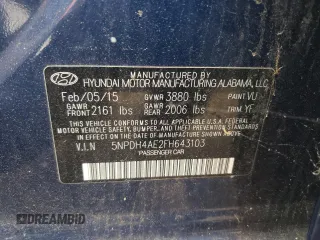 MANUFACTURED BY
HYUNDAI MOTOR MANUFACTURING ALABAMA, LLC
Feb/05/15 GVWR 3880 lbs PAINT: VU
GAWR FRONT 2161 lbs GAWR REAR 2006 lbs TRIM: YF
THIS VEHICLE CONFORMS TO ALL APPLICABLE
U.S. FEDERAL MOTOR VEHICLE SAFETY, BUMPER,
AND THEFT PREVENTION STANDARDS
IN EFFECT ON THE DATE OF MANUFACTURE SHOWN ABOVE.
V.I.N 5NPDH4AE2FH643103
PASSENGER CAR
DREAMBID